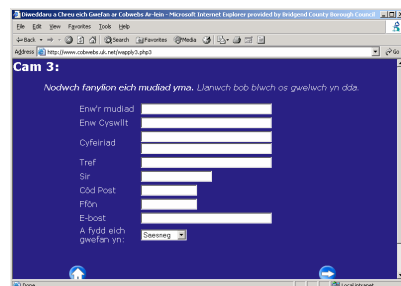 Diweddaru a Chreu eich Gwefan ar Cobwebs Ar-lein - Microsoft Internet Explorer provided by Bridgend County Borough Council
File Edit View Favorites Tools Help
Back Search Favorites Media
Address http://www.cobwebs.uk.net/wapply3.php3 Go
Cam 3:
Nodwch fanylion eich mudiad yma. Llanwch bob blwch os gwelwch yn dda.
Enw'r mudiad
Enw Cyswllt
Cyfeiriad
Tref
Sir
Côd Post
Ffôn
E-bost
A fydd eich
gwefan yn: Saesneg
Done Local intranet